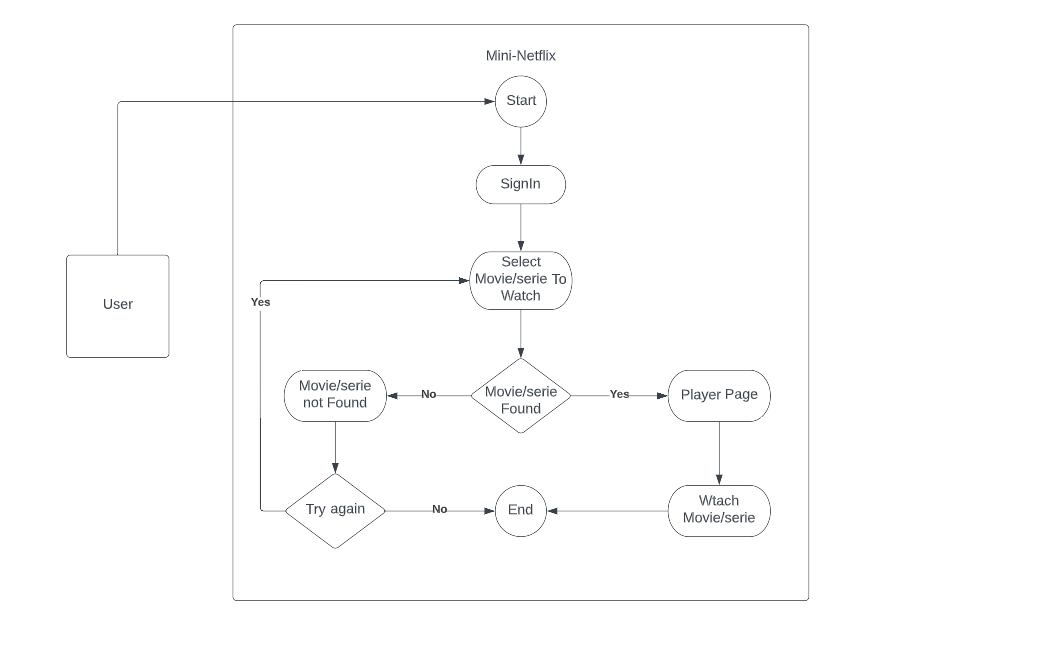 Mini-Netflix
Start
SignIn
Select
Movie/serie To
Watch
User
Yes
Movie/serie
not Found
No
Movie/serie
Found
Yes
Player Page
Try again
No
End
Wtach
Movie/serie